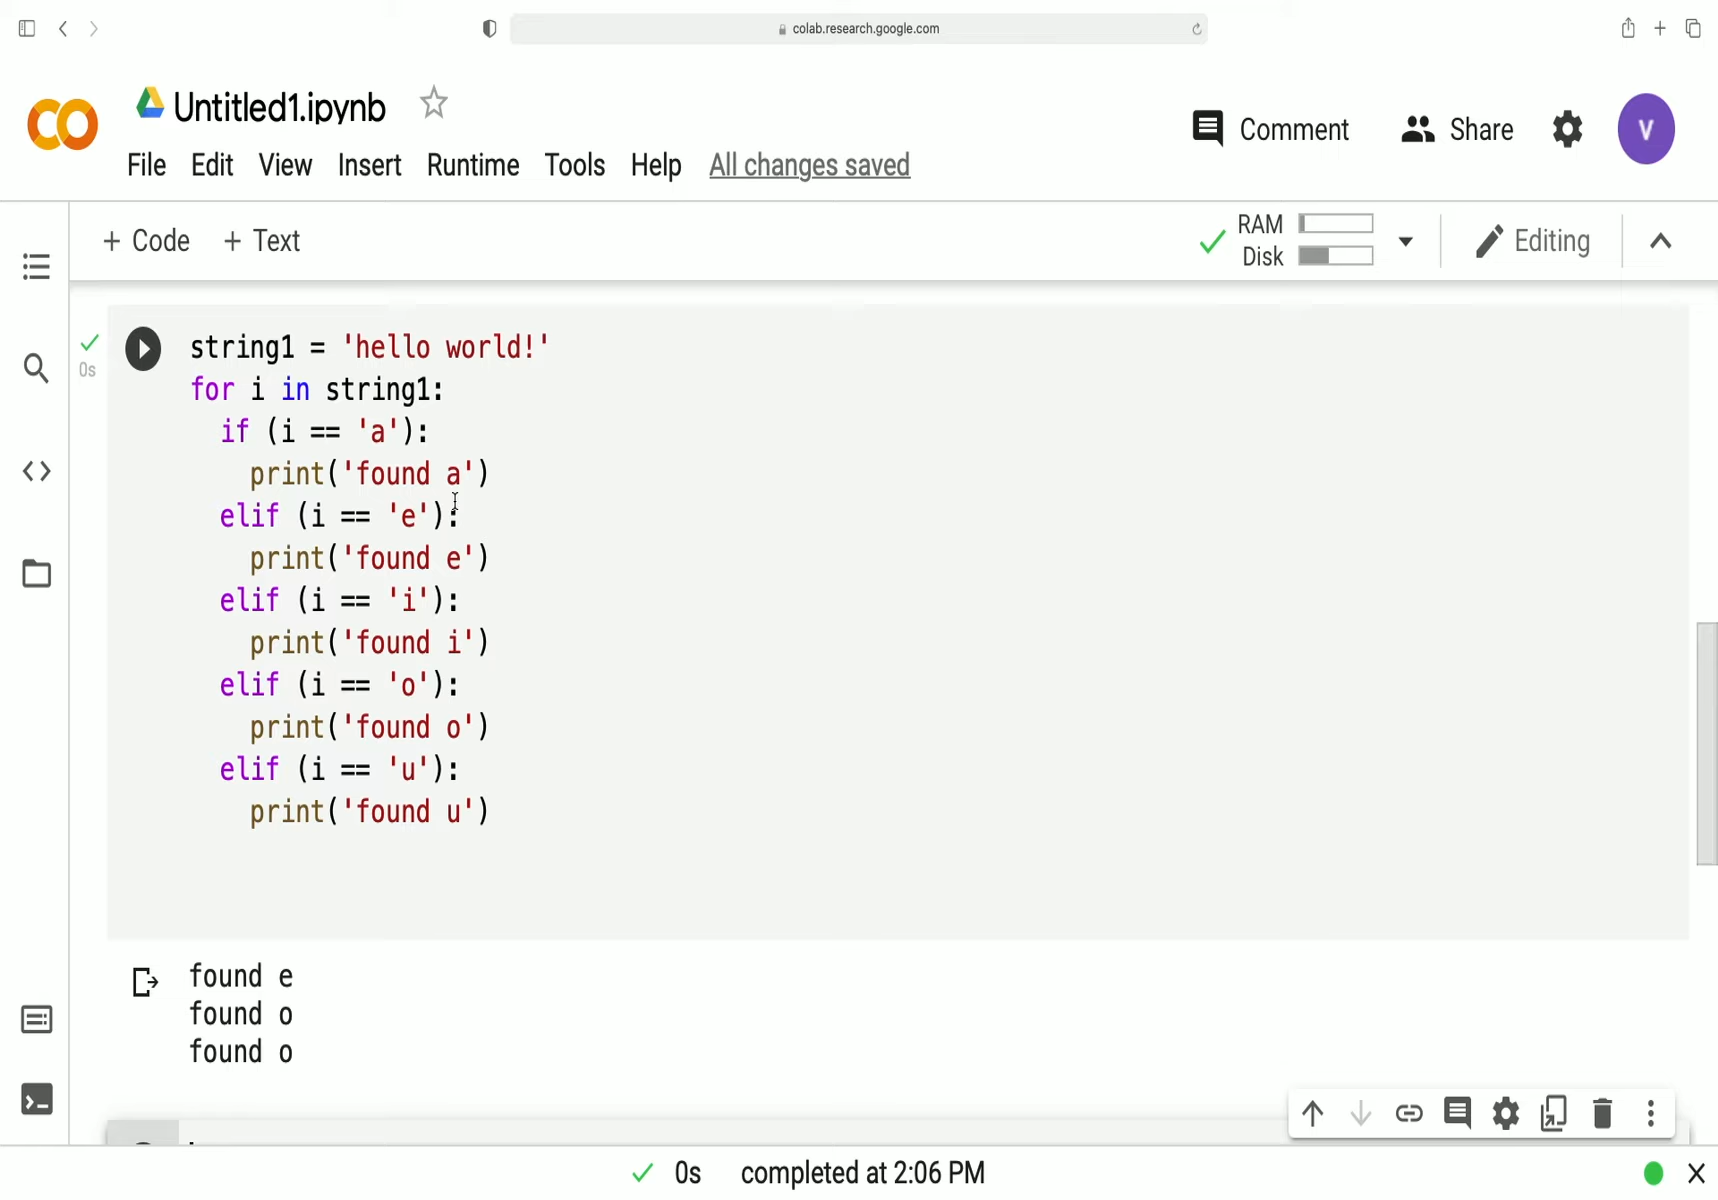 colab.research.google.com
Untitled1.ipynb
Comment
Share
V
File Edit View Insert Runtime Tools Help All changes saved
+ Code + Text
RAM
Disk
Editing
0s
string1 = 'hello world!'
for i in string1:
  if (i == 'a'):
    print('found a')
  elif (i == 'e'):
    print('found e')
  elif (i == 'i'):
    print('found i')
  elif (i == 'o'):
    print('found o')
  elif (i == 'u'):
    print('found u')
found e
found o
found o
0s completed at 2:06 PM